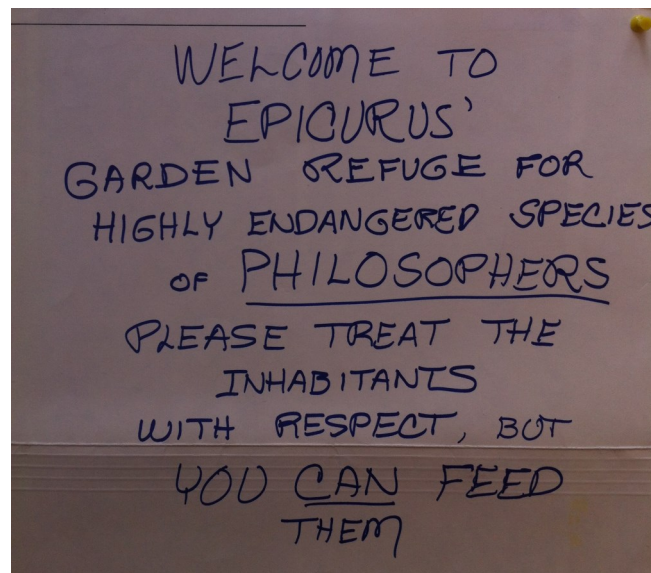 WELCOME TO
EPICURUS'
GARDEN REFUGE FOR
HIGHLY ENDANGERED SPECIES
OF PHILOSOPHERS
PLEASE TREAT THE
INHABITANTS
WITH RESPECT, BUT
YOU CAN FEED
THEM